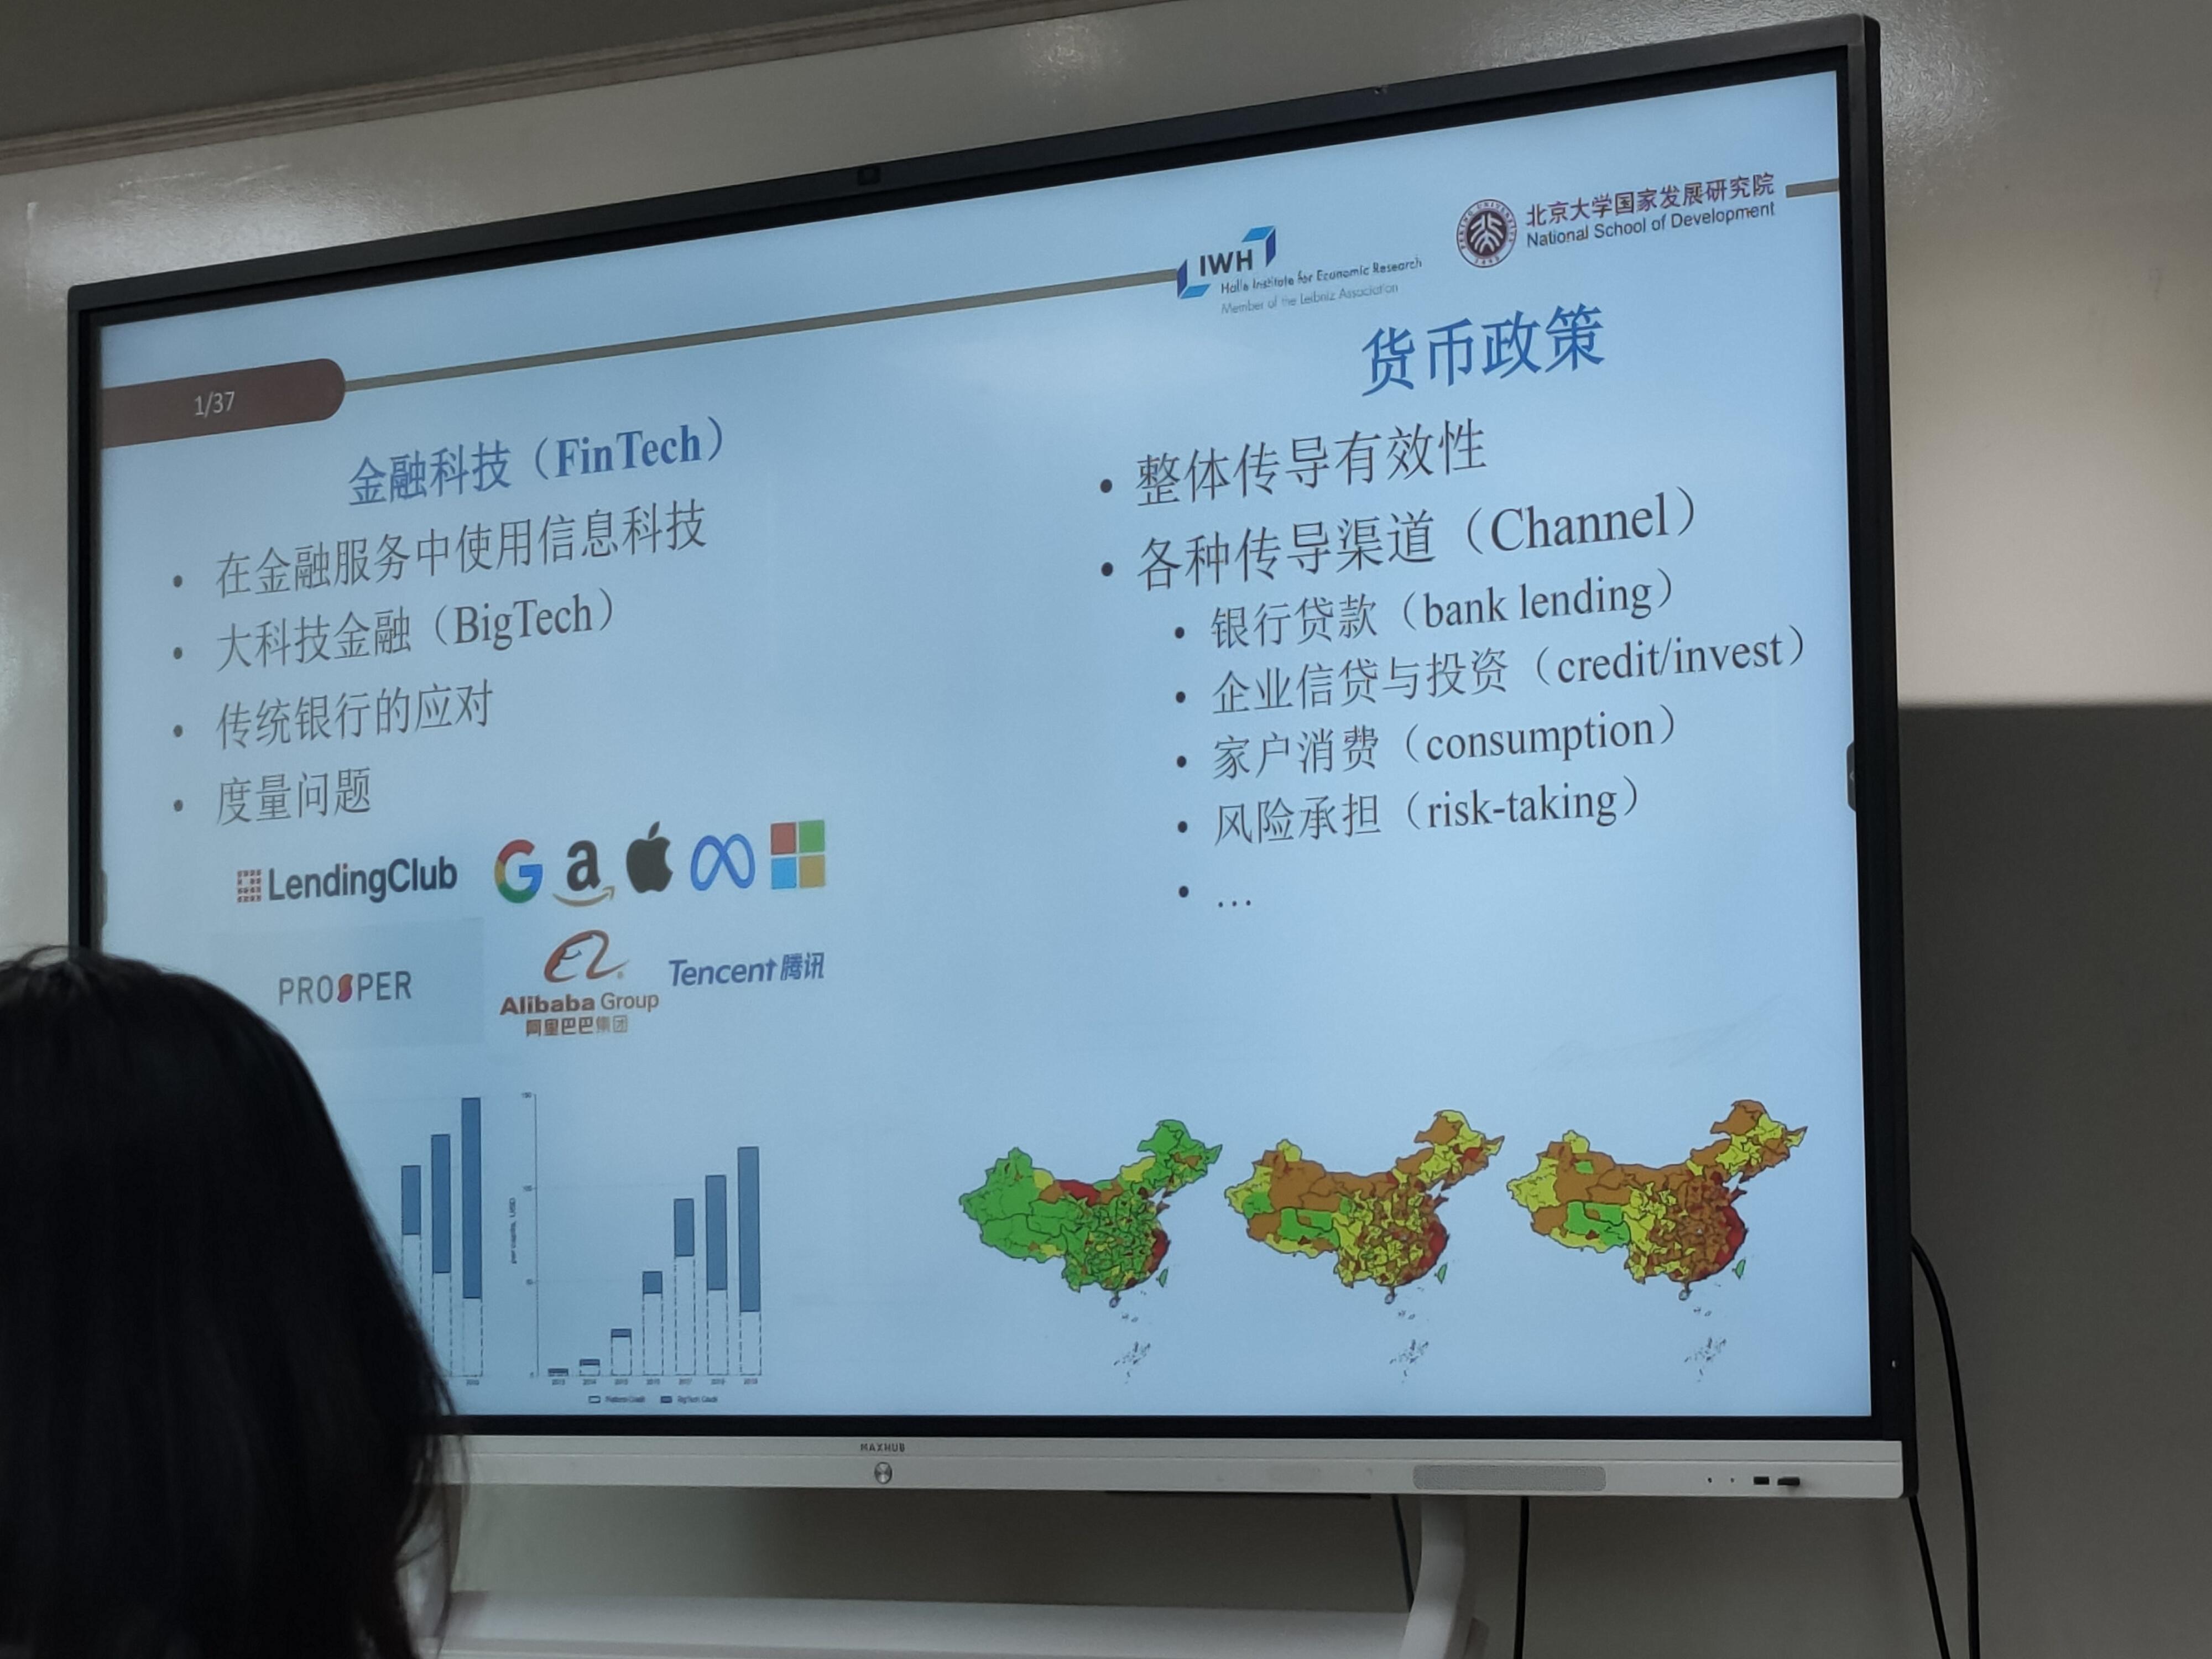 IWH
Halle Institute for Economic Research
Member of the Leibniz Association
北京大学国家发展研究院
National School of Development
1/37
金融科技（FinTech）
• 在金融服务中使用信息科技
• 大科技金融（BigTech）
• 传统银行的应对
• 度量问题
LendingClub
G a
PROSPER
Alibaba Group
阿里巴巴集团
Tencent 腾讯
货币政策
• 整体传导有效性
• 各种传导渠道（Channel）
• 银行贷款（bank lending）
• 企业信贷与投资（credit/invest）
• 家户消费（consumption）
• 风险承担（risk-taking）
• …
MAXHUB